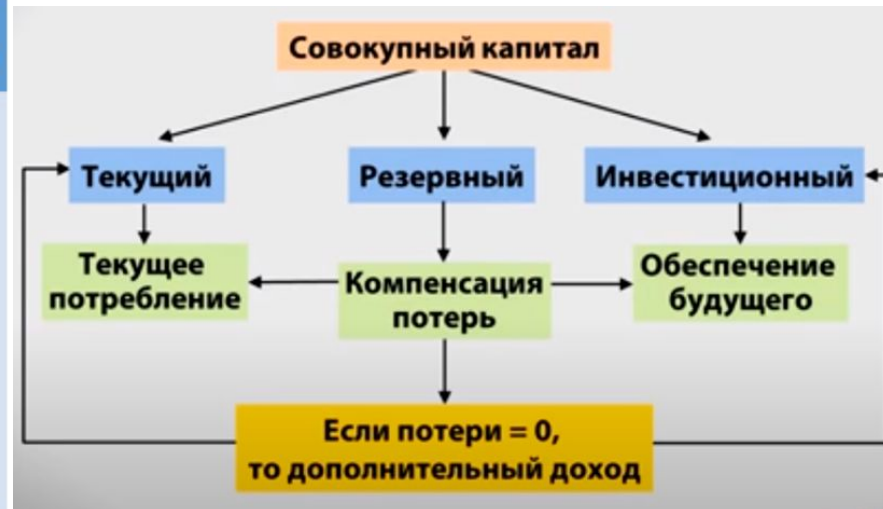 Совокупный капитал
Текущий
Резервный
Инвестиционный
Текущее
потребление
Компенсация
потерь
Обеспечение
будущего
Если потери = 0,
то дополнительный доход